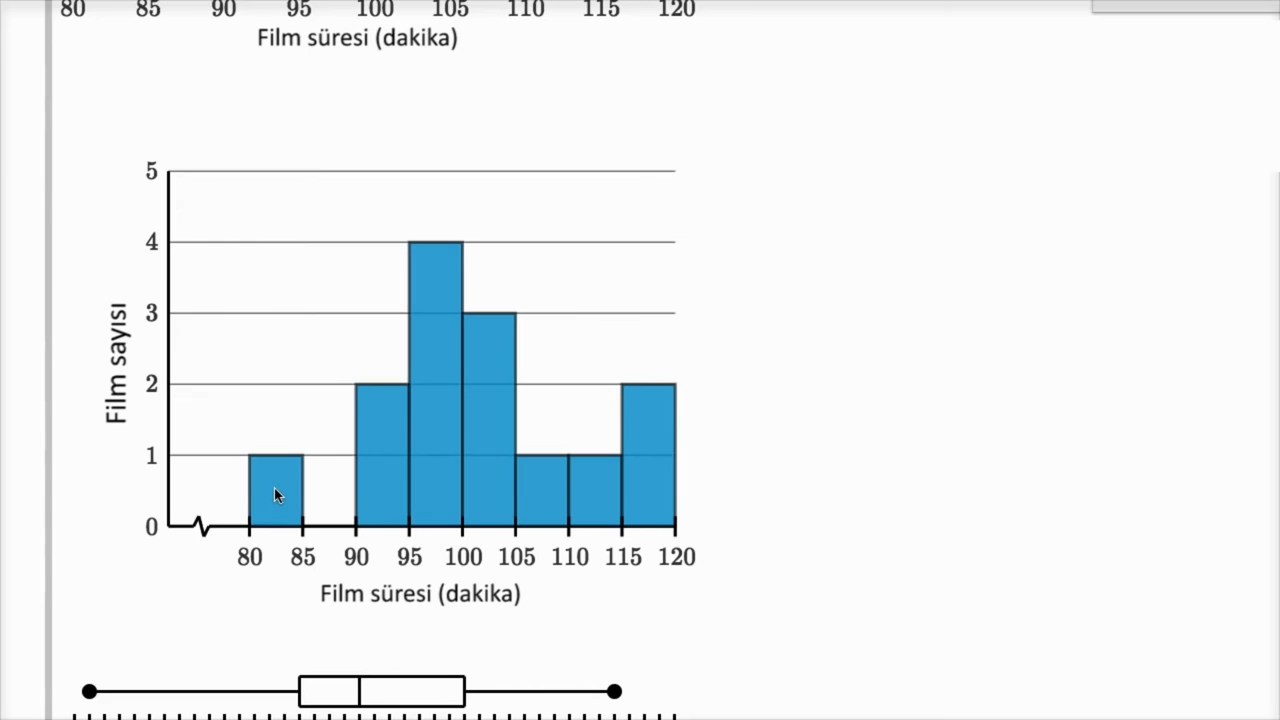 80 85 90 95 100 105 110 115 120
Film süresi (dakika)
5
4
3
2
1
0
Film sayısı
80 85 90 95 100 105 110 115 120
Film süresi (dakika)